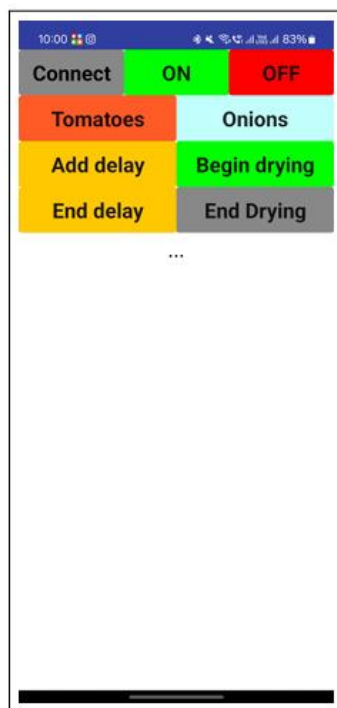 10:00 83%
Connect ON OFF
Tomatoes Onions
Add delay Begin drying
End delay End Drying
...